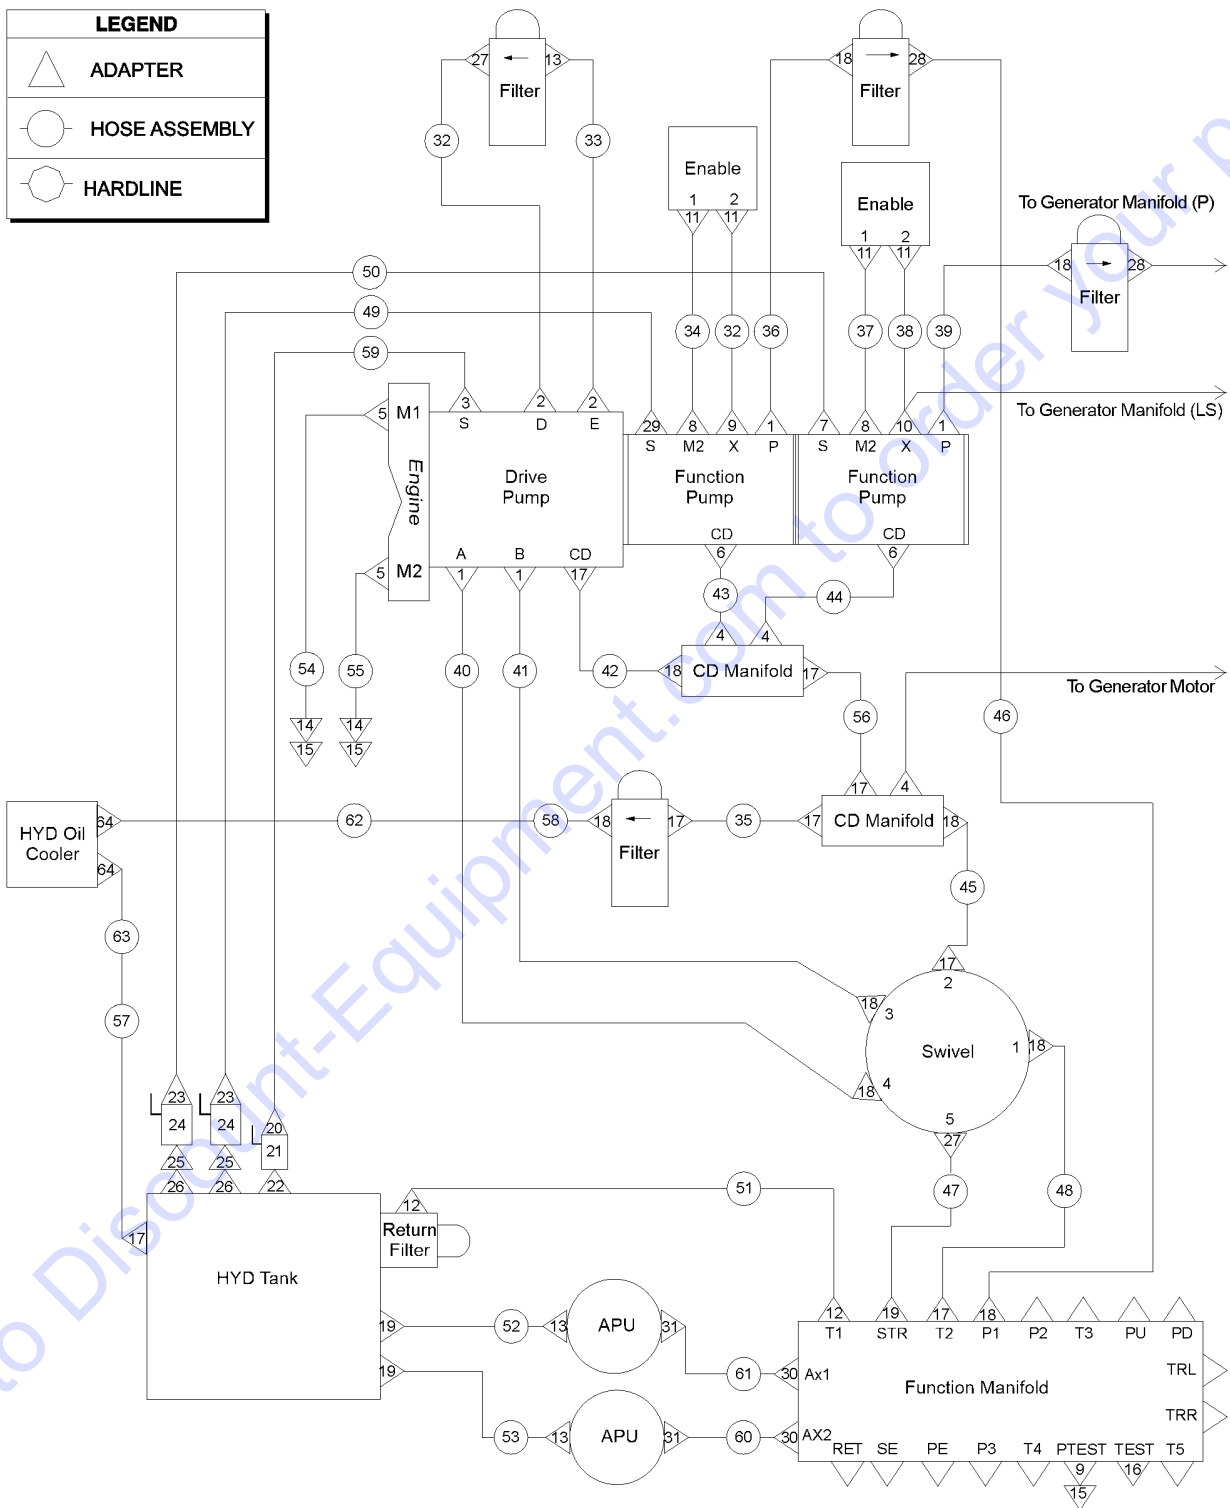 LEGEND
ADAPTER
HOSE ASSEMBLY
HARDLINE
27
13
Filter
32
33
18
28
Filter
Enable
1 2
11 11
Enable
1 2
11 11
To Generator Manifold (P)
18
28
Filter
50
49
59
34
32
36
37
38
39
To Generator Manifold (LS)
5
M1
3
S
2
D
2
E
29
S
8
M2
9
X
1
P
7
S
8
M2
10
X
1
P
Engine
Drive
Pump
Function
Pump
Function
Pump
5
M2
A
1
B
1
CD
17
CD
6
CD
6
43
44
4
4
54
55
40
41
42
18
CD Manifold
17
To Generator Motor
14
15
14
15
56
46
17
4
HYD Oil
Cooler
64
64
62
58
18
17
Filter
35
17
CD Manifold
18
45
63
57
17
2
18
3
Swivel
1
18
18
4
5
27
23
24
25
26
23
24
25
26
20
21
22
51
47
48
17
12
Return
Filter
HYD Tank
19
19
52
13
APU
31
61
53
13
APU
31
60
12
T1
19
STR
17
T2
18
P1
P2
T3
PU
PD
30
Ax1
Function Manifold
TRL
TRR
30
AX2
RET
SE
PE
P3
T4
PTEST
9
15
TEST
16
T5
to Discount-Equipment.com to order your p